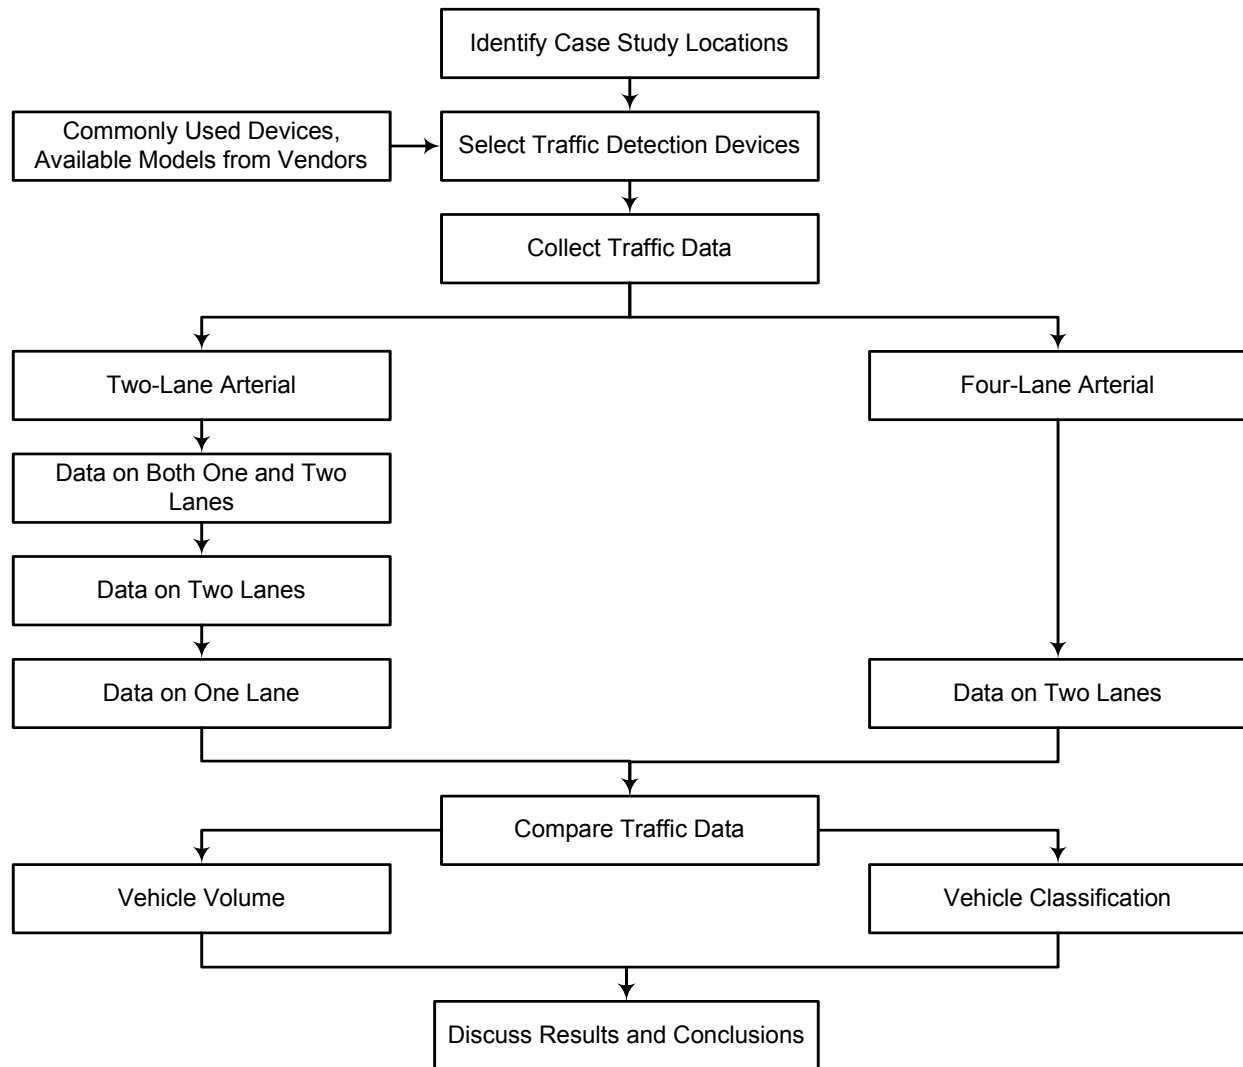 Identify Case Study Locations
Commonly Used Devices,
Available Models from Vendors
Select Traffic Detection Devices
Collect Traffic Data
Two-Lane Arterial
Four-Lane Arterial
Data on Both One and Two
Lanes
Data on Two Lanes
Data on One Lane
Data on Two Lanes
Compare Traffic Data
Vehicle Volume
Vehicle Classification
Discuss Results and Conclusions